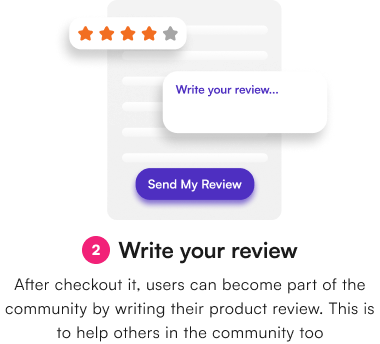 Write your review...
Send My Review
2 Write your review
After checkout it, users can become part of the
community by writing their product review. This is
to help others in the community too